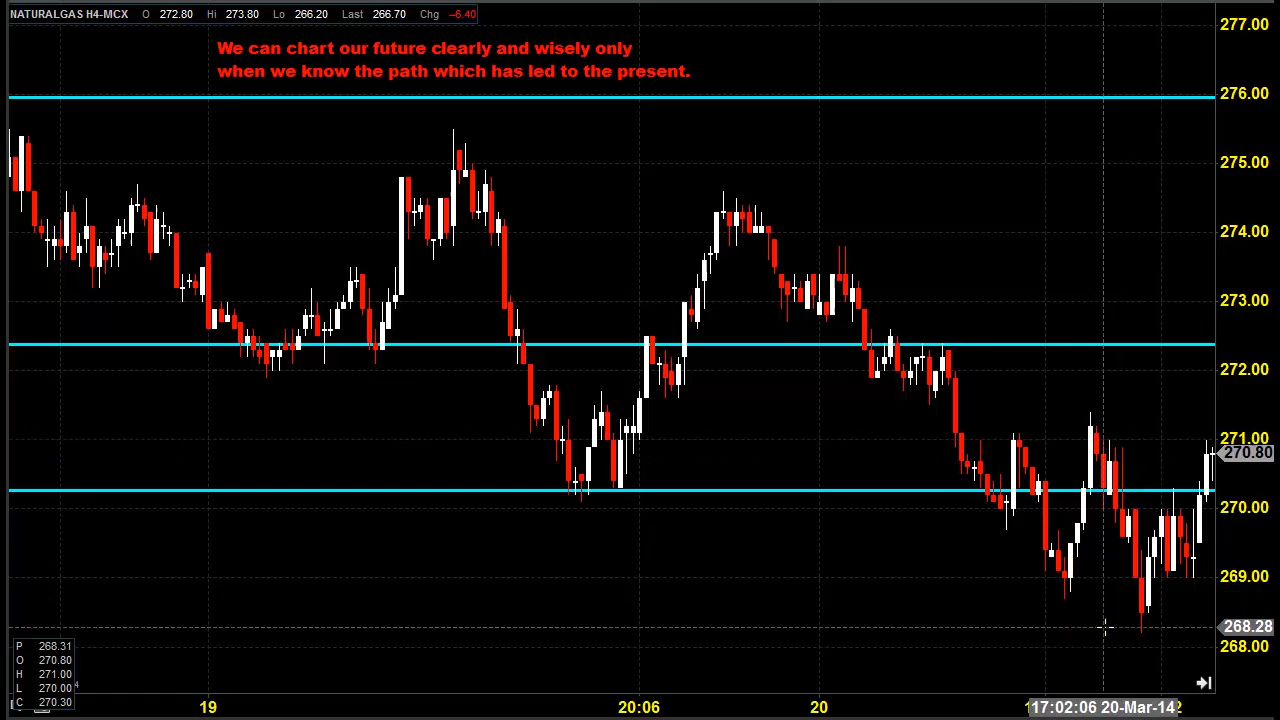 NATURALGAS H4-MCX O 272.80 Hi 273.80 Lo 266.20 Last 266.70 Chg –6.40
We can chart our future clearly and wisely only
when we know the path which has led to the present.
277.00
276.00
275.00
274.00
273.00
272.00
271.00
270.80
270.00
269.00
268.28
268.00
P 268.31
O 270.80
H 271.00
L 270.00
C 270.30
19 20:06 20 17:02:06 20-Mar-14